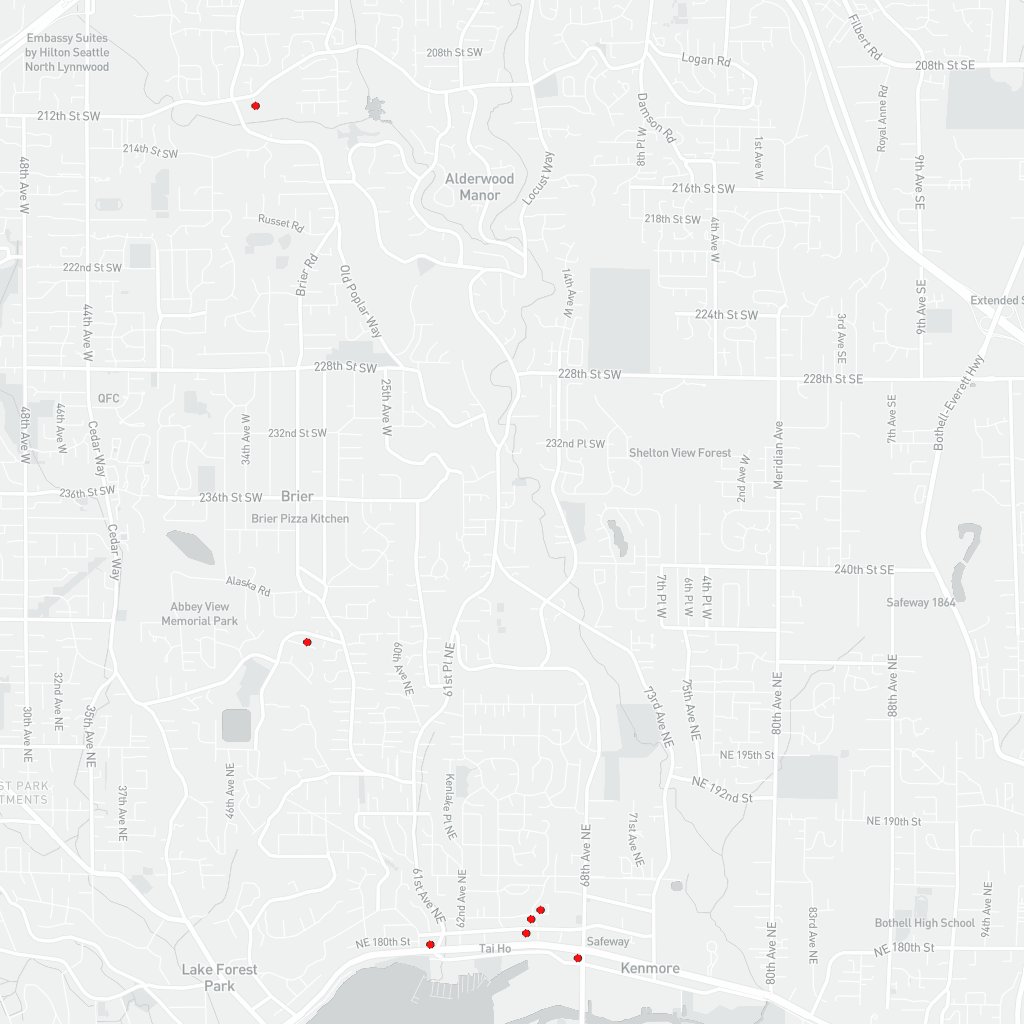 Embassy Suites
by Hilton Seattle
North Lynnwood
208th St SW
Logan Rd
Filbert Rd
208th St SE
212th St SW
214th St SW
48th Ave W
Damson Rd
8th Pl W
1st Ave W
Royal Anne Rd
9th Ave SE
Locust Way
Alderwood
Manor
216th St SW
218th St SW
4th Ave W
Russet Rd
222nd St SW
Brier Rd
Old Poplar Way
14th Ave W
44th Ave W
224th St SW
3rd Ave SE
9th Ave SE
Extended S
228th St SW
228th St SW
228th St SE
Bothell-Everett Hwy
QFC
25th Ave W
48th Ave W
46th Ave W
Cedar Way
34th Ave W
232nd St SW
232nd Pl SW
Shelton View Forest
2nd Ave W
Meridian Ave
7th Ave SE
236th St SW
236th St SW
Brier
Brier Pizza Kitchen
Cedar Way
Alaska Rd
240th St SE
7th Pl W
6th Pl W
4th Pl W
Safeway 1864
Abbey View
Memorial Park
60th Ave NE
61st Pl NE
32nd Ave NE
30th Ave NE
35th Ave NE
73rd Ave NE
75th Ave NE
80th Ave NE
88th Ave NE
NE 195th St
ST PARK
TMENTS
46th Ave NE
37th Ave NE
Kenlake Pl NE
NE 192nd St
NE 190th St
68th Ave NE
71st Ave NE
61st Ave NE
62nd Ave NE
83rd Ave NE
94th Ave NE
Bothell High School
NE 180th St
NE 180th St
Tai Ho
Safeway
80th Ave NE
Lake Forest
Park
Kenmore